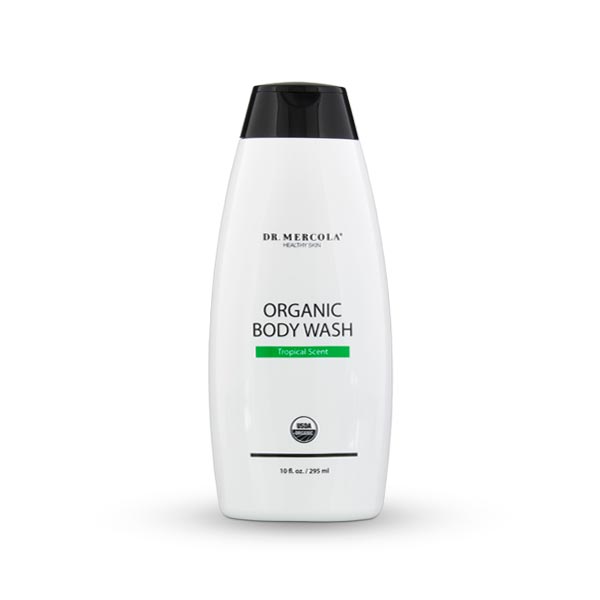 DR. MERCOLA®
HEALTHY SKIN
ORGANIC
BODY WASH
Tropical Scent
USDA
ORGANIC
10 fl. oz. / 295 ml